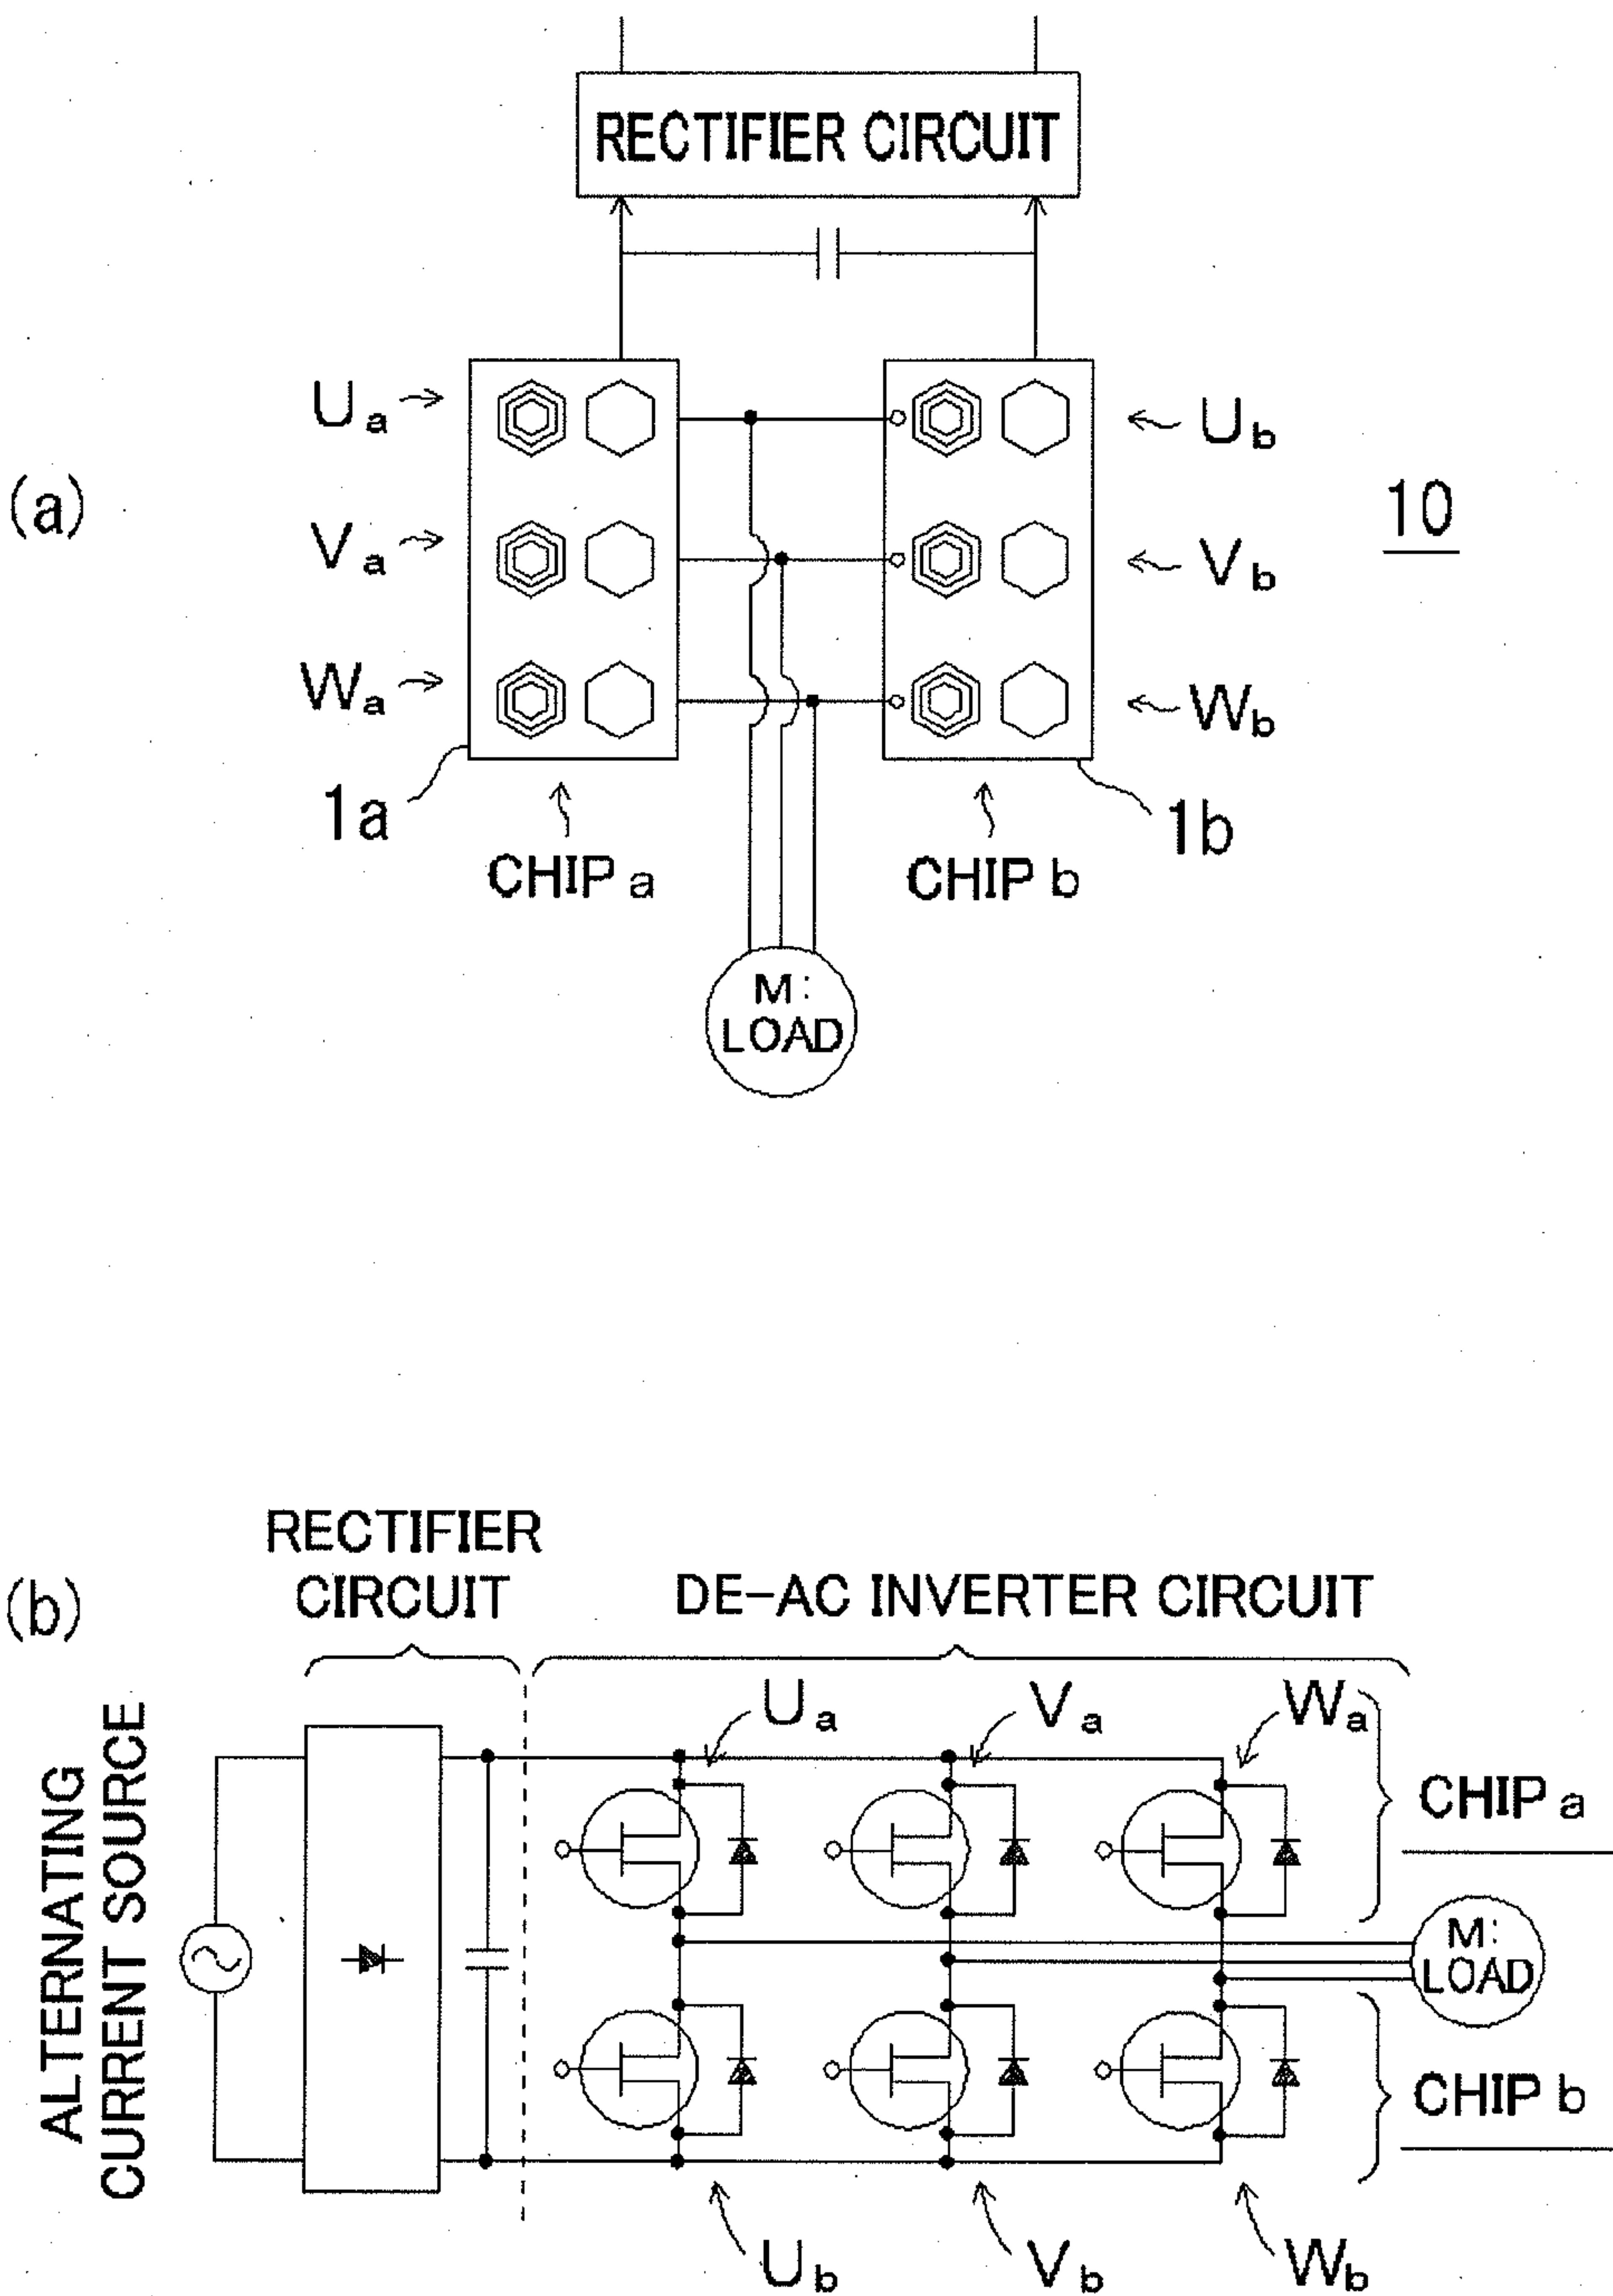 RECTIFIER CIRCUIT
(a)
Ua
Va
Wa
Ub
Vb
Wb
10
1a
1b
CHIP a
CHIP b
M:
LOAD
(b)
RECTIFIER
CIRCUIT
DE-AC INVERTER CIRCUIT
ALTERNATING
CURRENT SOURCE
Ua
Va
Wa
CHIP a
M:
LOAD
CHIP b
Ub
Vb
Wb